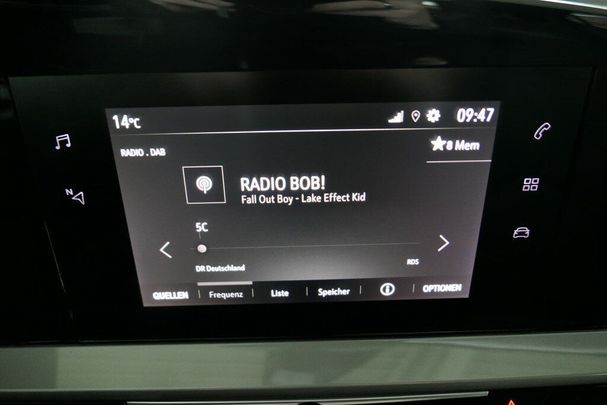 14°C 09:47
RADIO . DAB
★8 Mem
RADIO BOB!
Fall Out Boy - Lake Effect Kid
5C
DR Deutschland RDS
QUELLEN Frequenz Liste Speicher OPTIONEN
N